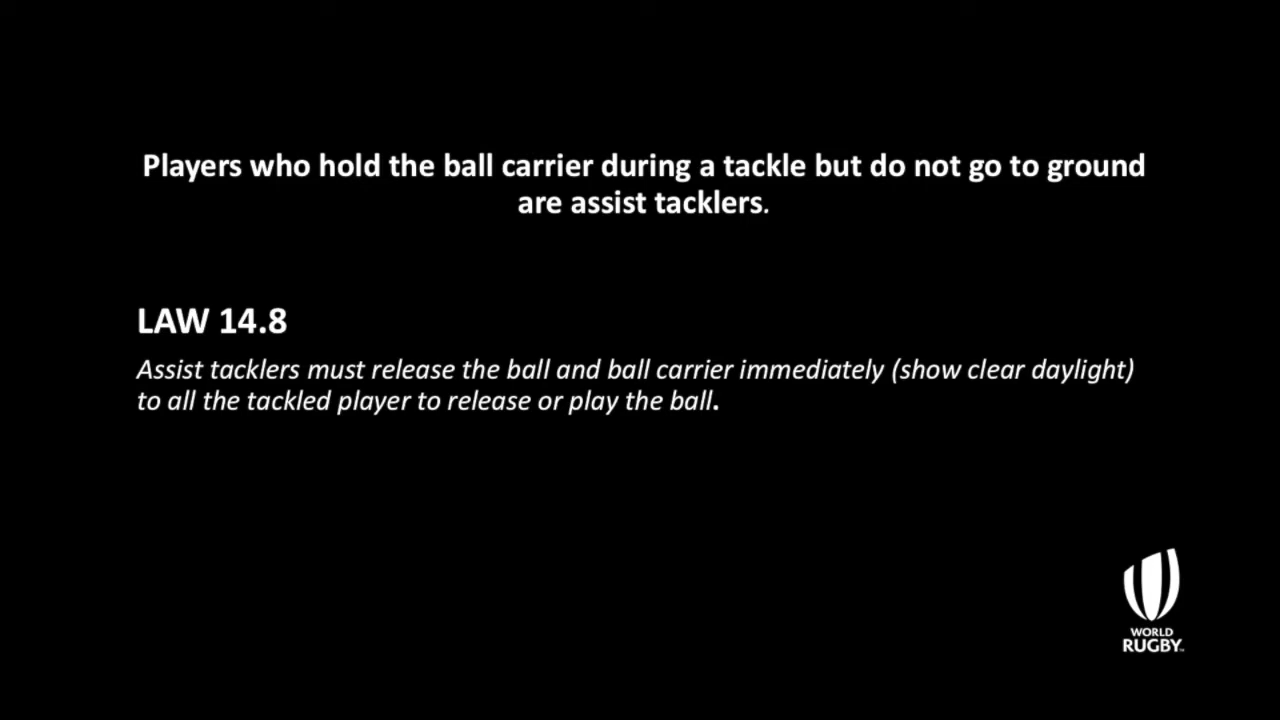 Players who hold the ball carrier during a tackle but do not go to ground
are assist tacklers.
LAW 14.8
Assist tacklers must release the ball and ball carrier immediately (show clear daylight)
to all the tackled player to release or play the ball.
WORLD
RUGBY™